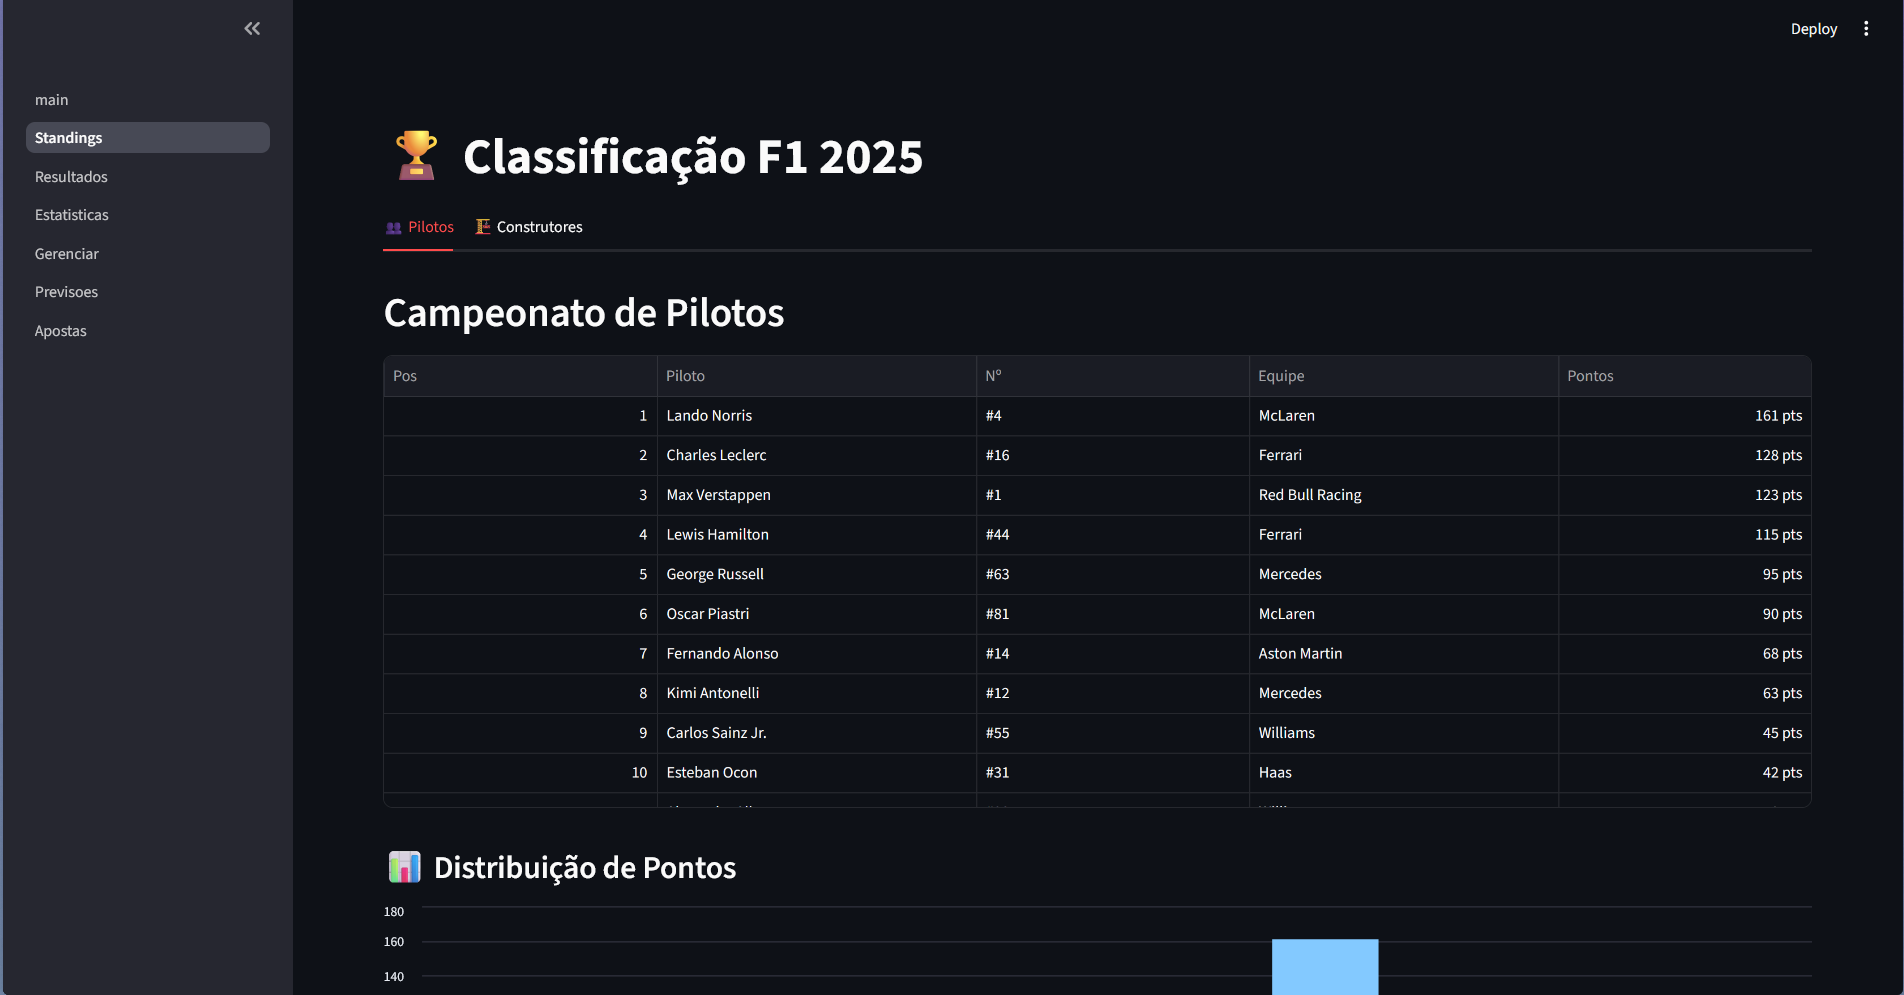 Deploy
main
Standings
Resultados
Estatisticas
Gerenciar
Previsoes
Apostas
Classificação F1 2025
Pilotos Construtores
Campeonato de Pilotos
Pos Piloto Nº Equipe Pontos
1 Lando Norris #4 McLaren 161 pts
2 Charles Leclerc #16 Ferrari 128 pts
3 Max Verstappen #1 Red Bull Racing 123 pts
4 Lewis Hamilton #44 Ferrari 115 pts
5 George Russell #63 Mercedes 95 pts
6 Oscar Piastri #81 McLaren 90 pts
7 Fernando Alonso #14 Aston Martin 68 pts
8 Kimi Antonelli #12 Mercedes 63 pts
9 Carlos Sainz Jr. #55 Williams 45 pts
10 Esteban Ocon #31 Haas 42 pts
Distribuição de Pontos
180
160
140